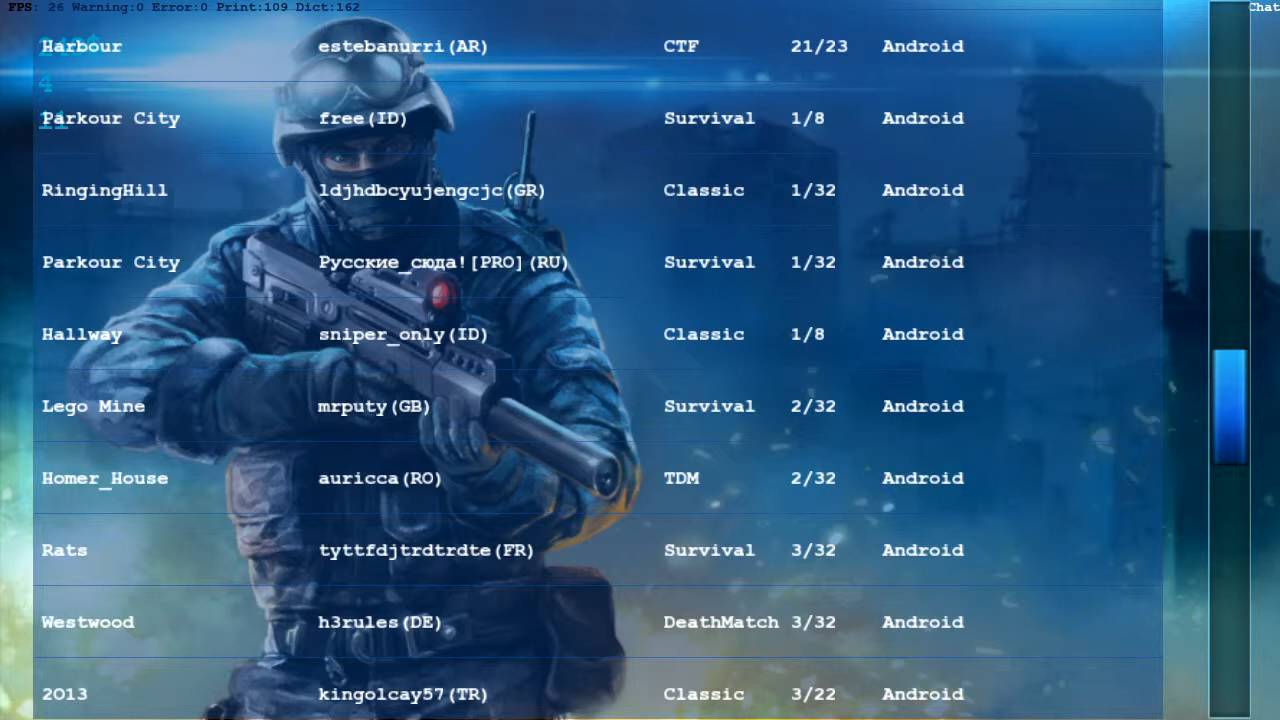 FPS: 26 Warning:0 Error:0 Print:109 Dict:162
Chat
Harbour estebanurri(AR) CTF 21/23 Android
4
Parkour City free(ID) Survival 1/8 Android
11
RingingHill ldjhdbcyujengcjc(GR) Classic 1/32 Android
Parkour City Русские_сюда![PRO](RU) Survival 1/32 Android
Hallway sniper_only(ID) Classic 1/8 Android
Lego Mine mrputy(GB) Survival 2/32 Android
Homer_House auricca(RO) TDM 2/32 Android
Rats tyttfdjtrdtrdte(FR) Survival 3/32 Android
Westwood h3rules(DE) DeathMatch 3/32 Android
2013 kingolcay57(TR) Classic 3/22 Android